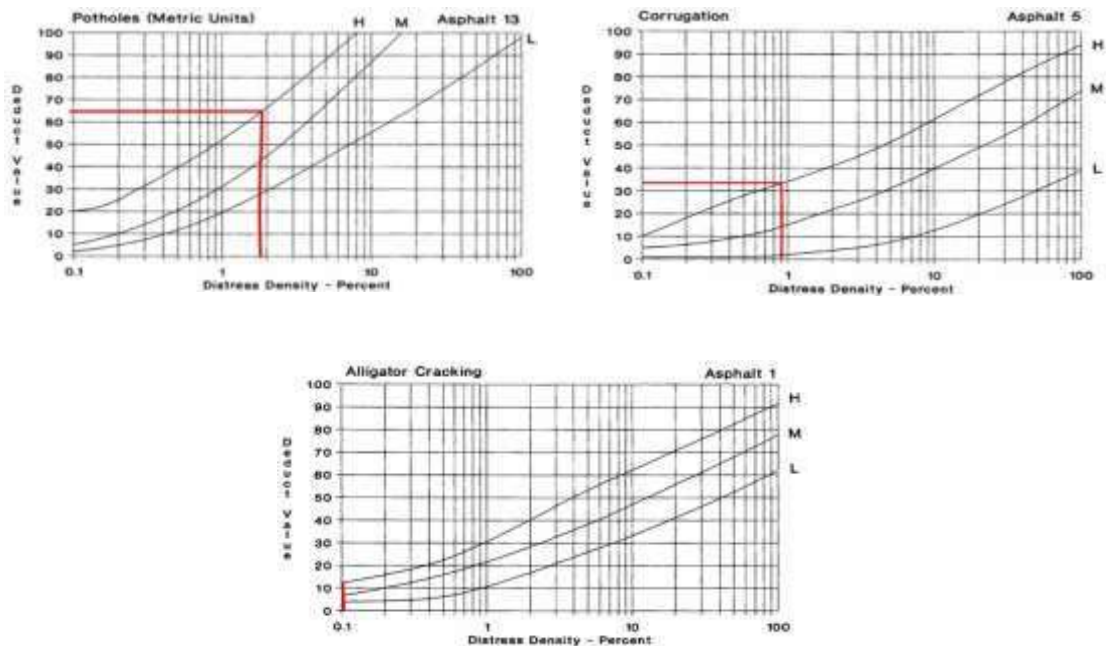 Potholes (Metric Units) H M Asphalt 13
L
100
90
80
70
60
50
40
30
20
10
0
Deduct Value
0.1 1 10 100
Distress Density - Percent
Corrugation Asphalt 5
100
90
80
70
60
50
40
30
20
10
0
Deduct Value
H
M
L
0.1 1 10 100
Distress Density - Percent
Alligator Cracking Asphalt 1
100
90
80
70
60
50
40
30
20
10
0
Deduct Value
H
M
L
0.1 1 10 100
Distress Density - Percent